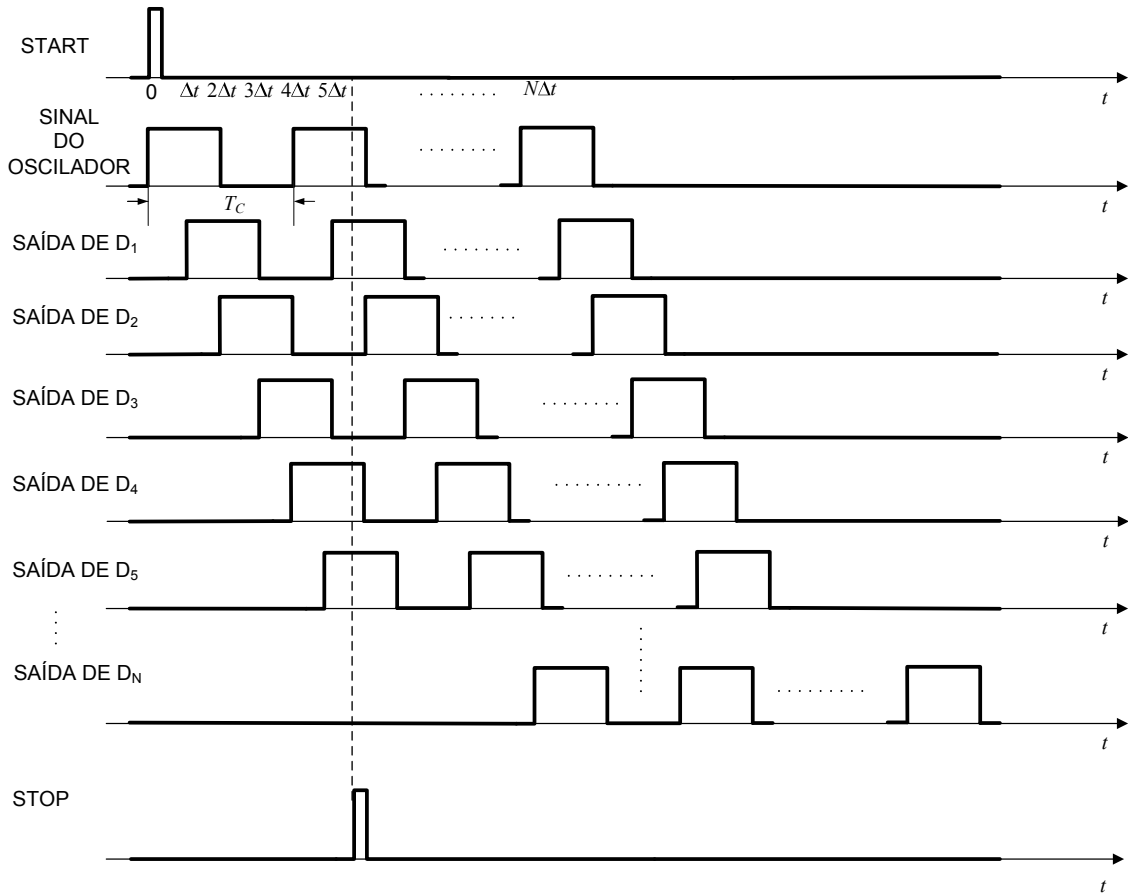 START
0 Δt 2Δt 3Δt 4Δt 5Δt ........ NΔt
t
SINAL
DO
OSCILADOR
........
t
T_C
SAÍDA DE D₁
........
t
SAÍDA DE D₂
........
t
SAÍDA DE D₃
........
t
SAÍDA DE D₄
.........
t
SAÍDA DE D₅
.........
t
SAÍDA DE D_N
.........
t
STOP
t